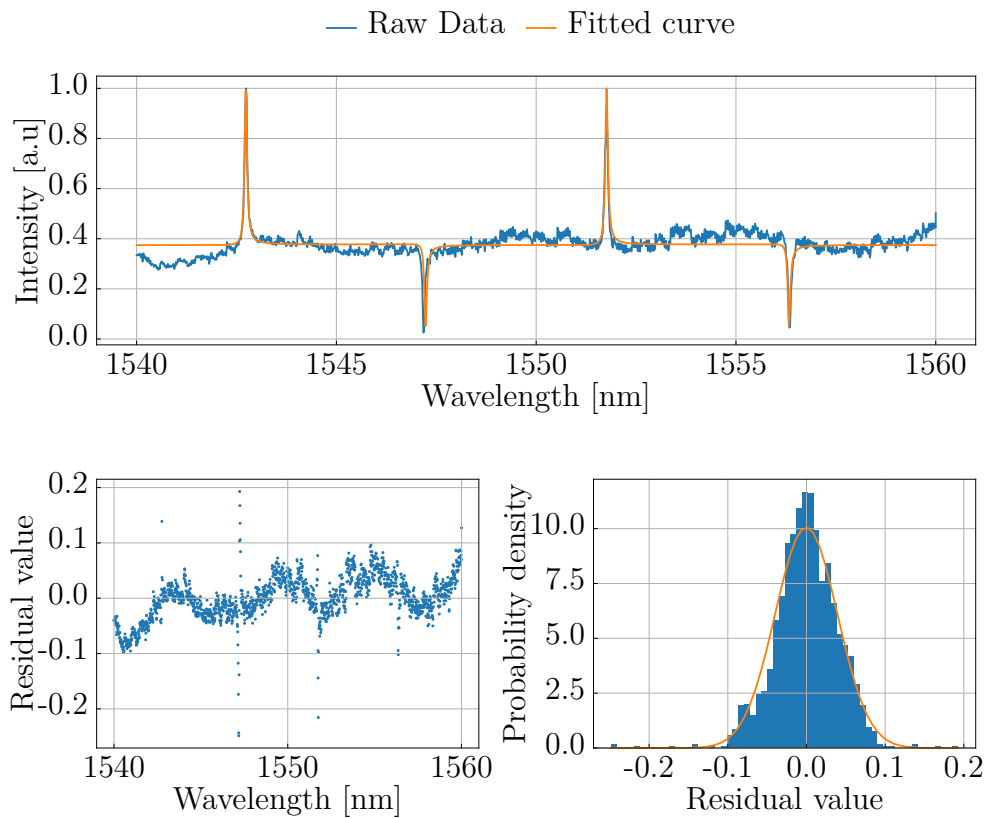 Raw Data Fitted curve
Intensity [a.u]
1.0
0.8
0.6
0.4
0.2
0.0
1540 1545 1550 1555 1560
Wavelength [nm]
Residual value
0.2
0.1
0.0
-0.1
-0.2
1540 1550 1560
Wavelength [nm]
Probability density
10.0
7.5
5.0
2.5
0.0
-0.2 -0.1 0.0 0.1 0.2
Residual value